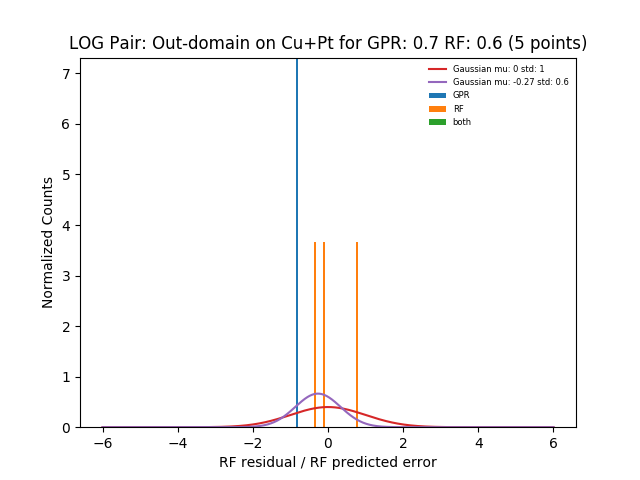 LOG Pair: Out-domain on Cu+Pt for GPR: 0.7 RF: 0.6 (5 points)
Gaussian mu: 0 std: 1
Gaussian mu: -0.27 std: 0.6
GPR
RF
both
Normalized Counts
7
6
5
4
3
2
1
0
−6
−4
−2
0
2
4
6
RF residual / RF predicted error